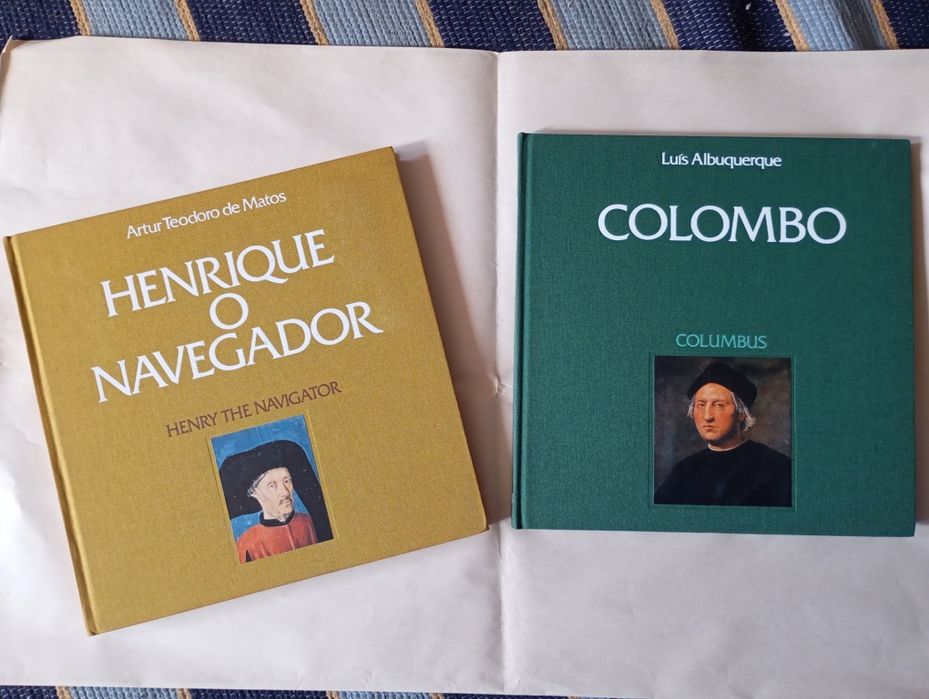 Artur Teodoro de Matos
HENRIQUE
O
NAVEGADOR
HENRY THE NAVIGATOR
Luís Albuquerque
COLOMBO
COLUMBUS